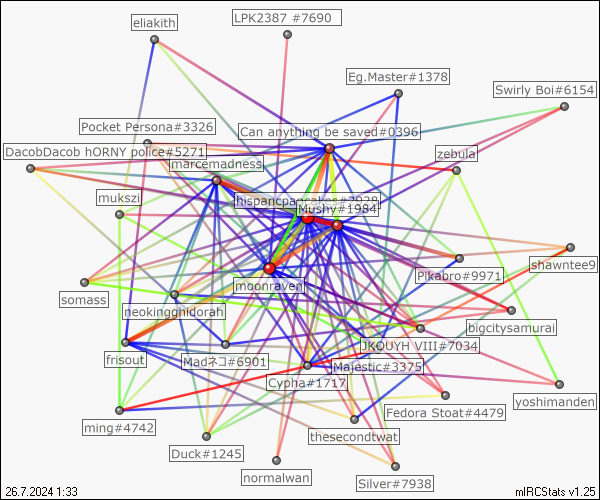 eliakith
LPK2387 #7690
Eg.Master#1378
Swirly Boi#6154
Pocket Persona#3326
Can anything be saved#0396
DacobDacob hORNY police#5271
marcemadness
zebula
mukszi
hispancpancakes#2928
Mushy#1984
shawntee9
Pikabro#9971
moonraven
somass
neokingghidorah
bigcitysamurai
frisout
Madネコ#6901
JKQUYH VIII#7034
Majestic#3375
Cypha#1717
yoshimanden
Fedora Stoat#4479
ming#4742
thesecondtwat
Duck#1245
normalwan
Silver#7938
26.7.2024 1:33
mIRCStats v1.25